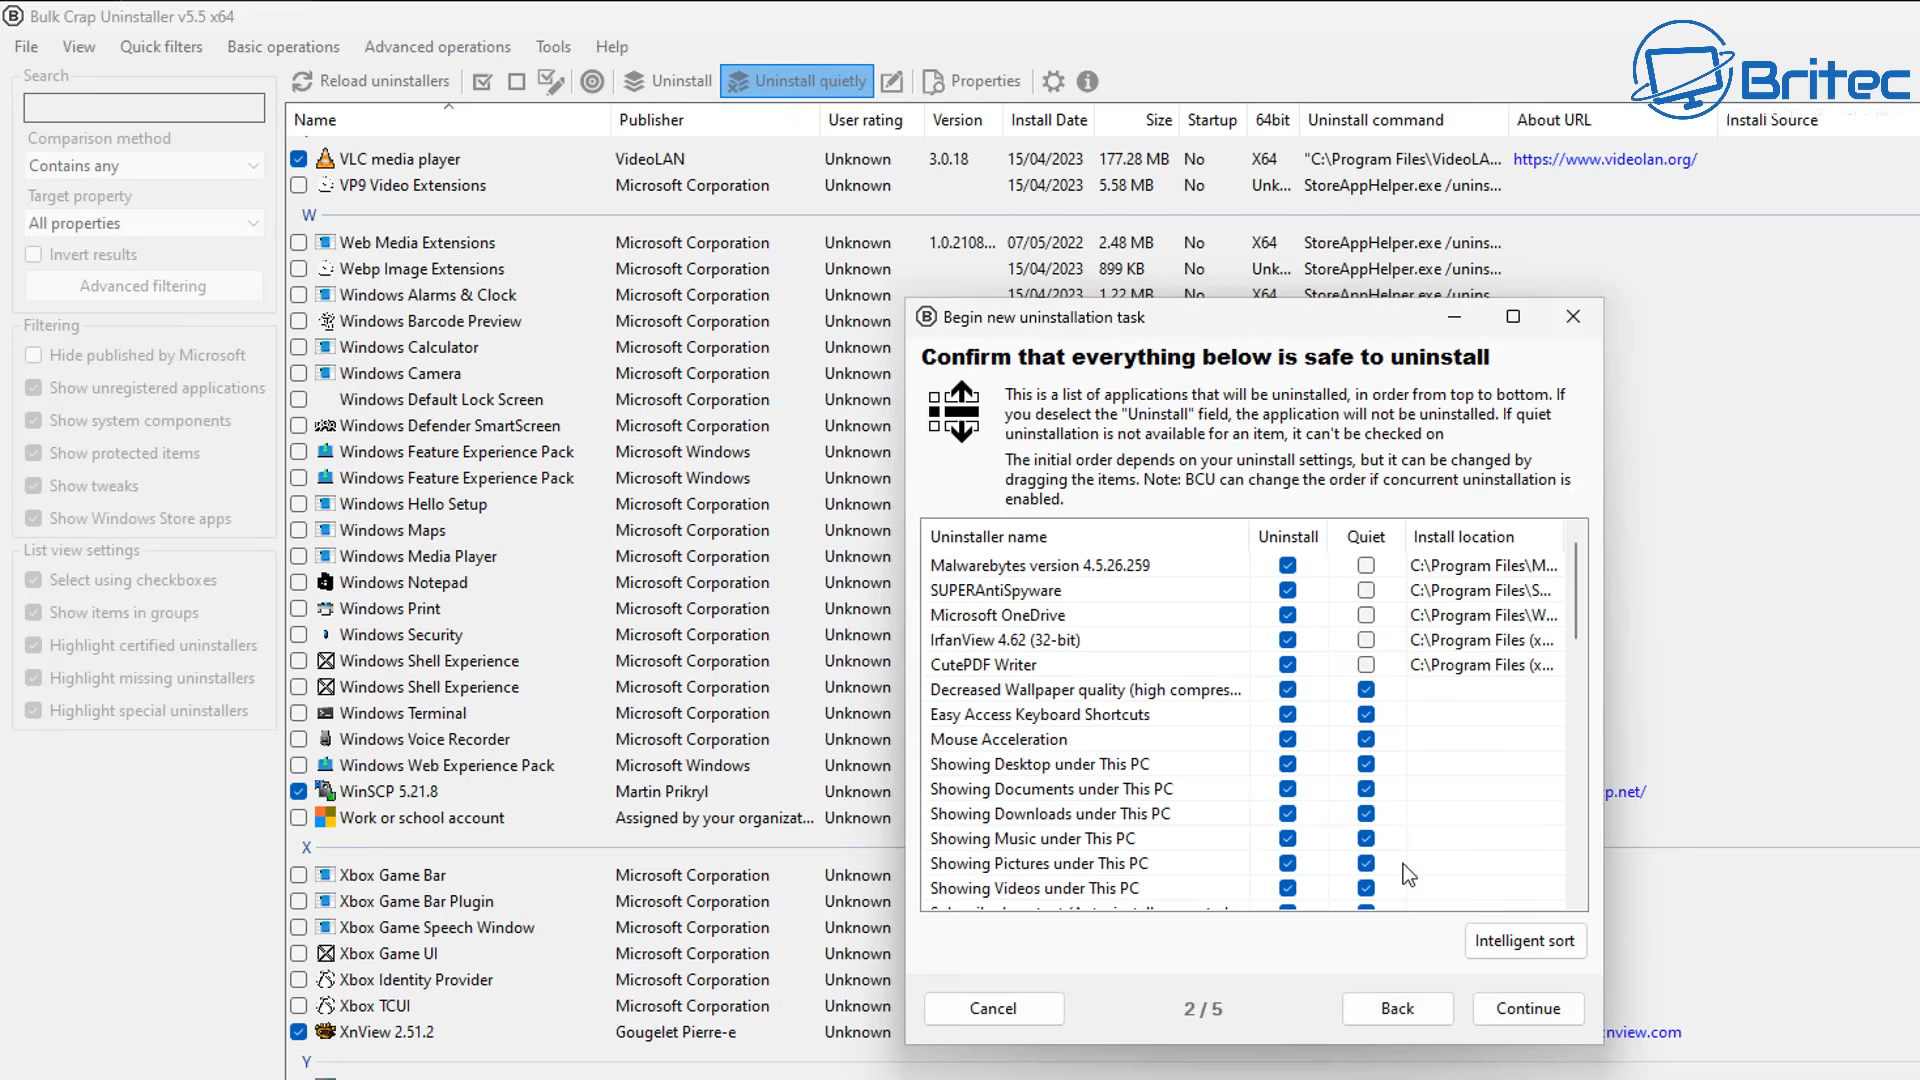 Bulk Crap Uninstaller v5.5 x64
File View Quick filters Basic operations Advanced operations Tools Help
Britec
Search
Reload uninstallers Uninstall Uninstall quietly Properties
Name Publisher User rating Version Install Date Size Startup 64bit Uninstall command About URL Install Source
Comparison method
Contains any
Target property
All properties
Invert results
Advanced filtering
Filtering
Hide published by Microsoft
Show unregistered applications
Show system components
Show protected items
Show tweaks
Show Windows Store apps
List view settings
Select using checkboxes
Show items in groups
Highlight certified uninstallers
Highlight missing uninstallers
Highlight special uninstallers
VLC media player VideoLAN Unknown 3.0.18 15/04/2023 177.28 MB No X64 "C:\Program Files\VideoLA... https://www.videolan.org/
VP9 Video Extensions Microsoft Corporation Unknown 15/04/2023 5.58 MB No Unk... StoreAppHelper.exe /unins...
W
Web Media Extensions Microsoft Corporation Unknown 1.0.2108... 07/05/2022 2.48 MB No X64 StoreAppHelper.exe /unins...
Webp Image Extensions Microsoft Corporation Unknown 15/04/2023 899 KB No Unk... StoreAppHelper.exe /unins...
Windows Alarms & Clock Microsoft Corporation Unknown 15/04/2023 1.22 MB No X64 StoreAppHelper.exe /unins...
Windows Barcode Preview Microsoft Corporation Unknown
Windows Calculator Microsoft Corporation Unknown
Windows Camera Microsoft Corporation Unknown
Windows Default Lock Screen Microsoft Corporation Unknown
Windows Defender SmartScreen Microsoft Corporation Unknown
Windows Feature Experience Pack Microsoft Windows Unknown
Windows Feature Experience Pack Microsoft Windows Unknown
Windows Hello Setup Microsoft Corporation Unknown
Windows Maps Microsoft Corporation Unknown
Windows Media Player Microsoft Corporation Unknown
Windows Notepad Microsoft Corporation Unknown
Windows Print Microsoft Corporation Unknown
Windows Security Microsoft Corporation Unknown
Windows Shell Experience Microsoft Corporation Unknown
Windows Shell Experience Microsoft Corporation Unknown
Windows Terminal Microsoft Corporation Unknown
Windows Voice Recorder Microsoft Corporation Unknown
Windows Web Experience Pack Microsoft Windows Unknown
WinSCP 5.21.8 Martin Prikryl Unknown p.net/
Work or school account Assigned by your organizat... Unknown
X
Xbox Game Bar Microsoft Corporation Unknown
Xbox Game Bar Plugin Microsoft Corporation Unknown
Xbox Game Speech Window Microsoft Corporation Unknown
Xbox Game UI Microsoft Corporation Unknown
Xbox Identity Provider Microsoft Corporation Unknown
Xbox TCUI Microsoft Corporation Unknown
XnView 2.51.2 Gougelet Pierre-e Unknown nview.com
Y
Begin new uninstallation task
Confirm that everything below is safe to uninstall
This is a list of applications that will be uninstalled, in order from top to bottom. If
you deselect the "Uninstall" field, the application will not be uninstalled. If quiet
uninstallation is not available for an item, it can't be checked on
The initial order depends on your uninstall settings, but it can be changed by
dragging the items. Note: BCU can change the order if concurrent uninstallation is
enabled.
Uninstaller name Uninstall Quiet Install location
Malwarebytes version 4.5.26.259 C:\Program Files\M...
SUPERAntiSpyware C:\Program Files\S...
Microsoft OneDrive C:\Program Files\W...
IrfanView 4.62 (32-bit) C:\Program Files (x...
CutePDF Writer C:\Program Files (x...
Decreased Wallpaper quality (high compres...
Easy Access Keyboard Shortcuts
Mouse Acceleration
Showing Desktop under This PC
Showing Documents under This PC
Showing Downloads under This PC
Showing Music under This PC
Showing Pictures under This PC
Showing Videos under This PC
Intelligent sort
Cancel 2 / 5 Back Continue